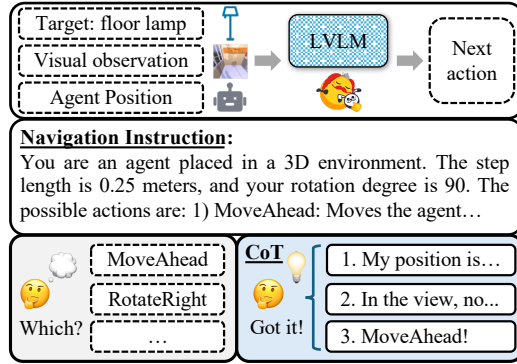 Target: floor lamp
Visual observation
Agent Position
LVLM
Next
action
Navigation Instruction:
You are an agent placed in a 3D environment. The step
length is 0.25 meters, and your rotation degree is 90. The
possible actions are: 1) MoveAhead: Moves the agent…
MoveAhead
RotateRight
…
Which?
CoT
Got it!
1. My position is…
2. In the view, no...
3. MoveAhead!